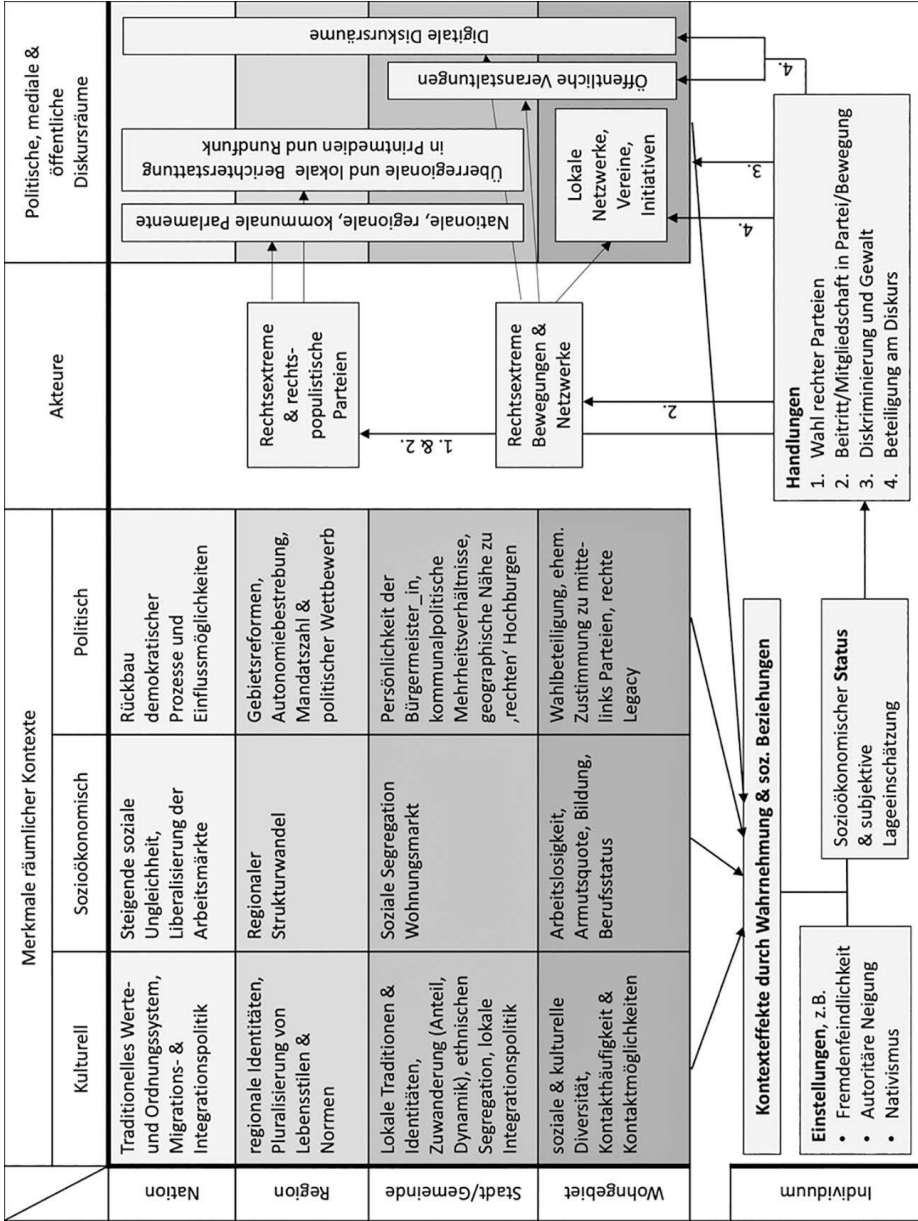 Merkmale räumlicher Kontexte
Akteure
Politische, mediale &
öffentliche
Diskursräume
Kulturell
Sozioökonomisch
Politisch
Nation
Traditionelles Werte-
und Ordnungssystem,
Migrations- &
Integrationspolitik
Steigende soziale
Ungleichheit,
Liberalisierung der
Arbeitsmärkte
Rückbau
demokratischer
Prozesse und
Einflussmöglichkeiten
Region
regionale Identitäten,
Pluralisierung von
Lebensstilen &
Normen
Regionaler
Strukturwandel
Gebietsreformen,
Autonomiebestrebung,
Mandatszahl &
politischer Wettbewerb
Stadt/Gemeinde
Lokale Traditionen &
Identitäten,
Zuwanderung (Anteil,
Dynamik), ethnischen
Segregation, lokale
Integrationspolitik
Soziale Segregation
Wohnungsmarkt
Persönlichkeit der
Bürgermeister_in,
kommunalpolitische
Mehrheitsverhältnisse,
geographische Nähe zu
‚rechten‘ Hochburgen
Wohngebiet
soziale & kulturelle
Diversität,
Kontakthäufigkeit &
Kontaktmöglichkeiten
Arbeitslosigkeit,
Armutsquote, Bildung,
Berufsstatus
Wahlbeteiligung, ehem.
Zustimmung zu mitte-
links Parteien, rechte
Legacy
Rechtsextreme
& rechts-
populistische
Parteien
Rechtsextreme
Bewegungen &
Netzwerke
Nationale, regionale, kommunale Parlamente
Überregionale und lokale Berichterstattung
in Printmedien und Rundfunk
Lokale
Netzwerke,
Vereine,
Initiativen
Öffentliche Veranstaltungen
Digitale Diskursräume
1. & 2.
2.
4.
3.
4.
Individuum
Kontexteffekte durch Wahrnehmung & soz. Beziehungen
Einstellungen, z.B.
• Fremdenfeindlichkeit
• Autoritäre Neigung
• Nativismus
Sozioökonomischer Status
& subjektive
Lageeinschätzung
Handlungen
1. Wahl rechter Parteien
2. Beitritt/Mitgliedschaft in Partei/Bewegung
3. Diskriminierung und Gewalt
4. Beteiligung am Diskurs